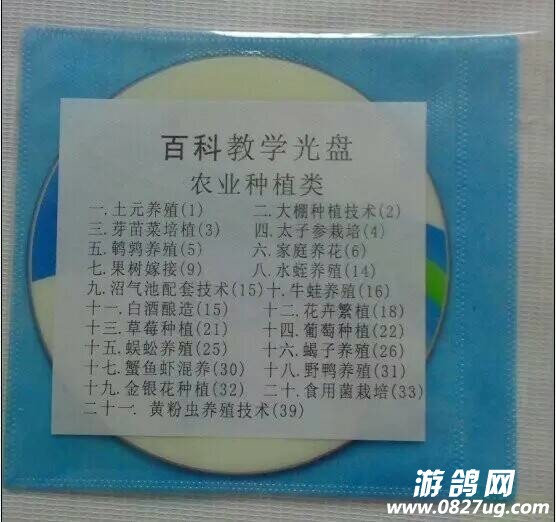 百科教学光盘
农业种植类
一.土元养殖(1) 二.大棚种植技术(2)
三.芽苗菜培植(3) 四.太子参栽培(4)
五.鹌鹑养殖(5) 六.家庭养花(6)
七.果树嫁接(9) 八.水蛭养殖(14)
九.沼气池配套技术(15) 十.牛蛙养殖(16)
十一.白酒酿造(15) 十二.花卉繁植(18)
十三.草莓种植(21) 十四.葡萄种植(22)
十五.蜈蚣养殖(25) 十六.蝎子养殖(26)
十七.蟹鱼虾混养(30) 十八.野鸭养殖(31)
十九.金银花种植(32) 二十.食用菌栽培(33)
二十一.黄粉虫养殖技术(39)
游鸽网
www.0827ug.com